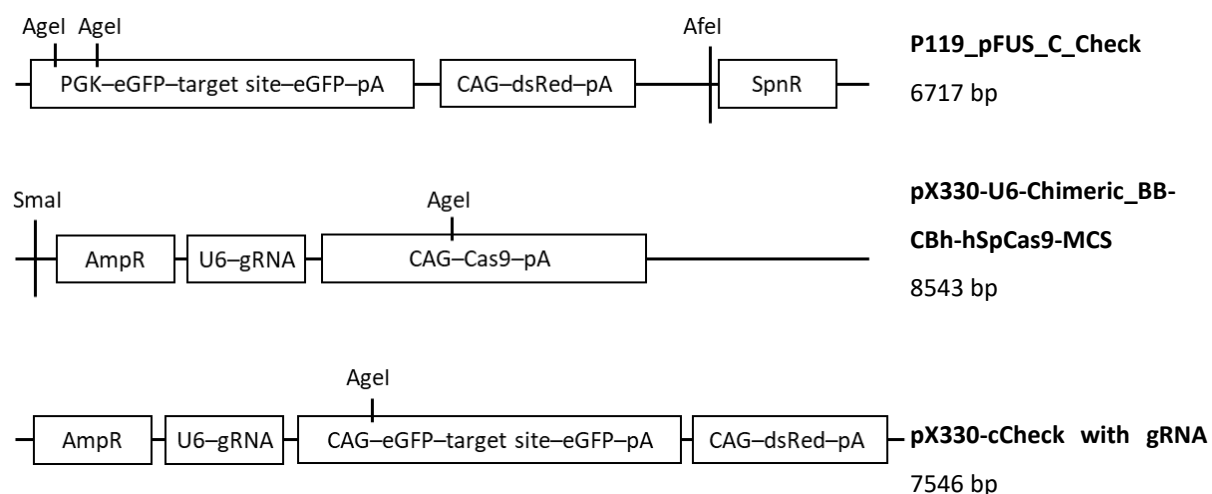 AgeI AgeI AfeI
PGK–eGFP–target site–eGFP–pA CAG–dsRed–pA SpnR
P119_pFUS_C_Check
6717 bp
SmaI AgeI
AmpR U6–gRNA CAG–Cas9–pA
pX330-U6-Chimeric_BB-
CBh-hSpCas9-MCS
8543 bp
AgeI
AmpR U6–gRNA CAG–eGFP–target site–eGFP–pA CAG–dsRed–pA
pX330-cCheck with gRNA
7546 bp